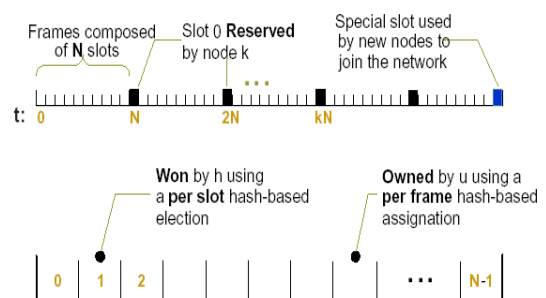 Frames composed
of N slots
Slot 0 Reserved
by node k
Special slot used
by new nodes to
join the network
...
t: 0 N 2N kN
Won by h using
a per slot hash-based
election
Owned by u using a
per frame hash-based
assignation
0 1 2 ... N-1